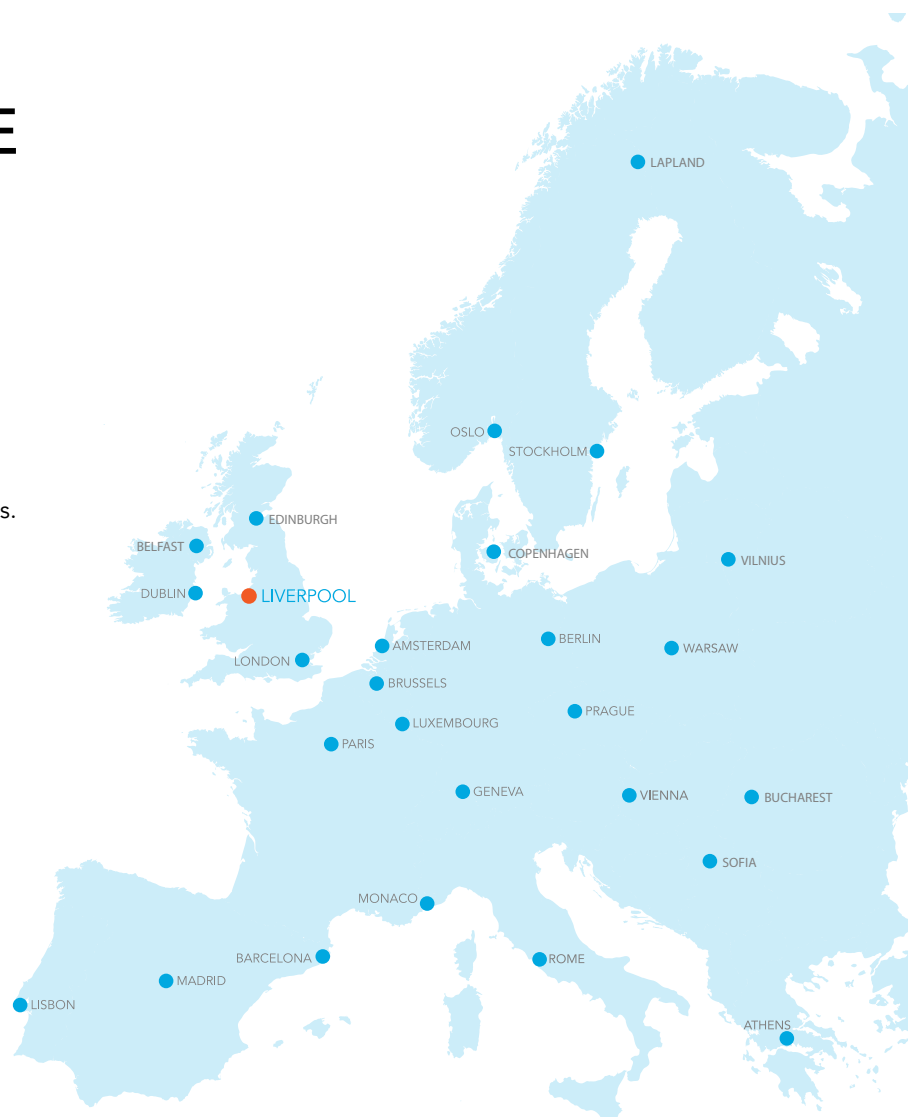 E
LAPLAND
OSLO
STOCKHOLM
s.
EDINBURGH
BELFAST
COPENHAGEN
VILNIUS
DUBLIN
LIVERPOOL
AMSTERDAM
BERLIN
WARSAW
LONDON
BRUSSELS
PRAGUE
LUXEMBOURG
PARIS
GENEVA
VIENNA
BUCHAREST
SOFIA
MONACO
BARCELONA
ROME
MADRID
LISBON
ATHENS